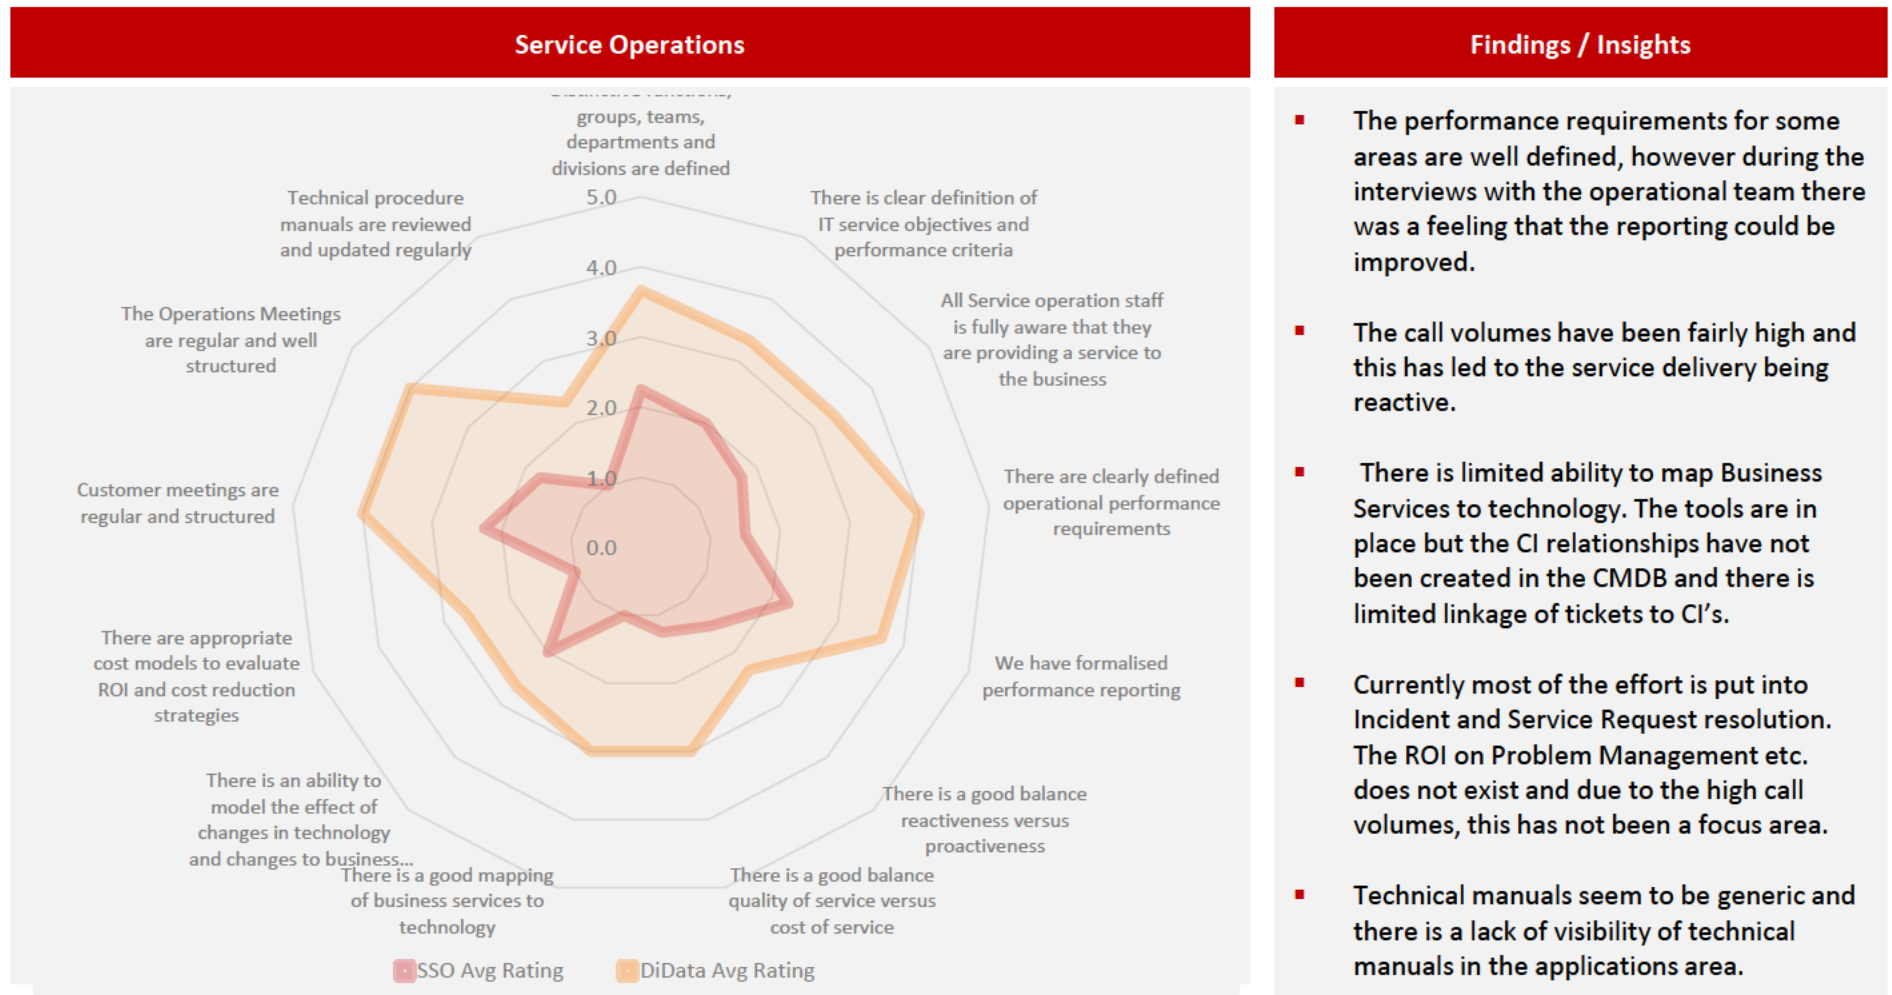 Service Operations
groups, teams,
departments and
divisions are defined
There is clear definition of
IT service objectives and
performance criteria
All Service operation staff
is fully aware that they
are providing a service to
the business
There are clearly defined
operational performance
requirements
We have formalised
performance reporting
There is a good balance
reactiveness versus
proactiveness
There is a good balance
quality of service versus
cost of service
There is a good mapping
of business services to
technology
There is an ability to
model the effect of
changes in technology
and changes to business...
There are appropriate
cost models to evaluate
ROI and cost reduction
strategies
Customer meetings are
regular and structured
The Operations Meetings
are regular and well
structured
Technical procedure
manuals are reviewed
and updated regularly
5.0
4.0
3.0
2.0
1.0
0.0
SSO Avg Rating
DiData Avg Rating
Findings / Insights
The performance requirements for some
areas are well defined, however during the
interviews with the operational team there
was a feeling that the reporting could be
improved.
The call volumes have been fairly high and
this has led to the service delivery being
reactive.
There is limited ability to map Business
Services to technology. The tools are in
place but the CI relationships have not
been created in the CMDB and there is
limited linkage of tickets to CI’s.
Currently most of the effort is put into
Incident and Service Request resolution.
The ROI on Problem Management etc.
does not exist and due to the high call
volumes, this has not been a focus area.
Technical manuals seem to be generic and
there is a lack of visibility of technical
manuals in the applications area.